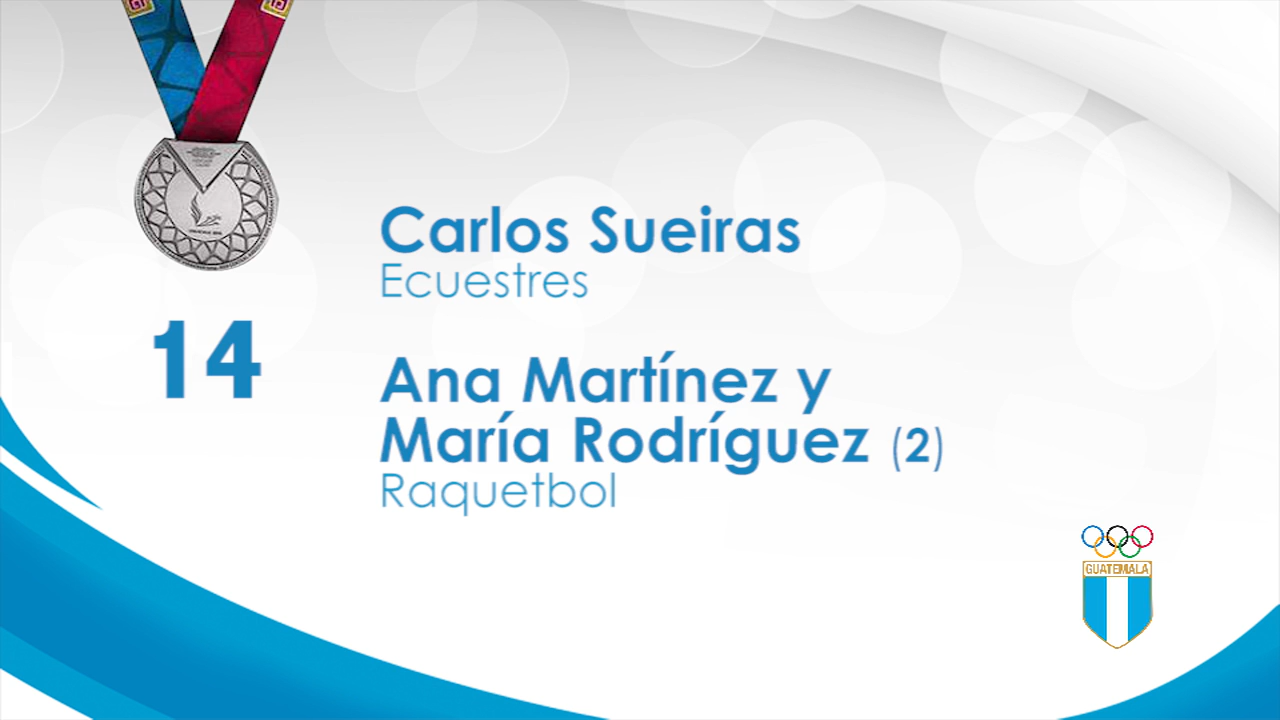 Carlos Sueiras
Ecuestres
14
Ana Martínez y
María Rodríguez (2)
Raquetbol
GUATEMALA